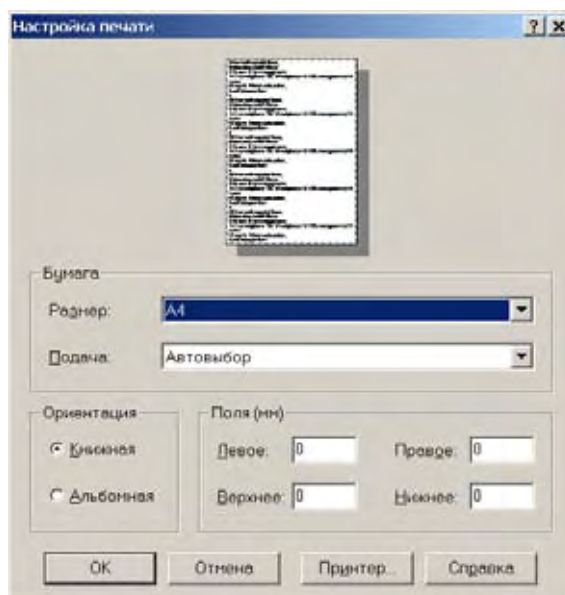 Настройка печати
Бумага
Размер: A4
Подача: Автовыбор
Ориентация
Книжная
Альбомная
Поля (мм)
Левое: 0 Правое: 0
Верхнее: 0 Нижнее: 0
ОК Отмена Принтер... Справка